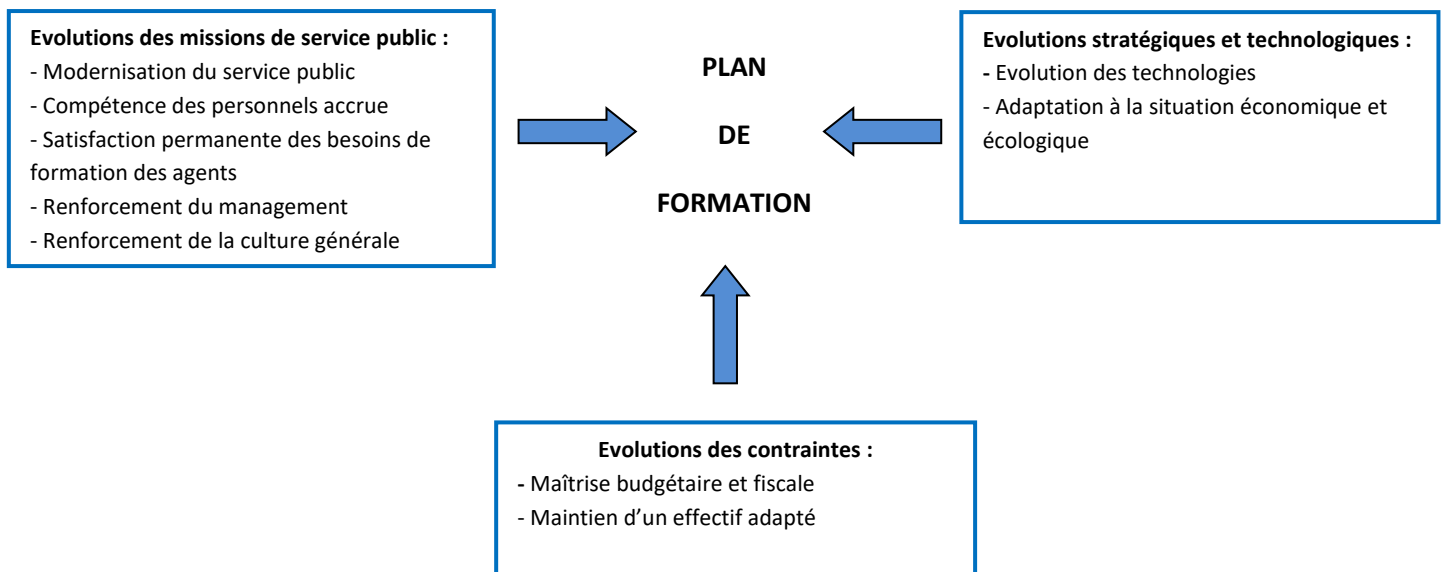 Evolutions des missions de service public :
- Modernisation du service public
- Compétence des personnels accrue
- Satisfaction permanente des besoins de
formation des agents
- Renforcement du management
- Renforcement de la culture générale
PLAN
DE
FORMATION
Evolutions stratégiques et technologiques :
- Evolution des technologies
- Adaptation à la situation économique et
écologique
Evolutions des contraintes :
- Maîtrise budgétaire et fiscale
- Maintien d’un effectif adapté